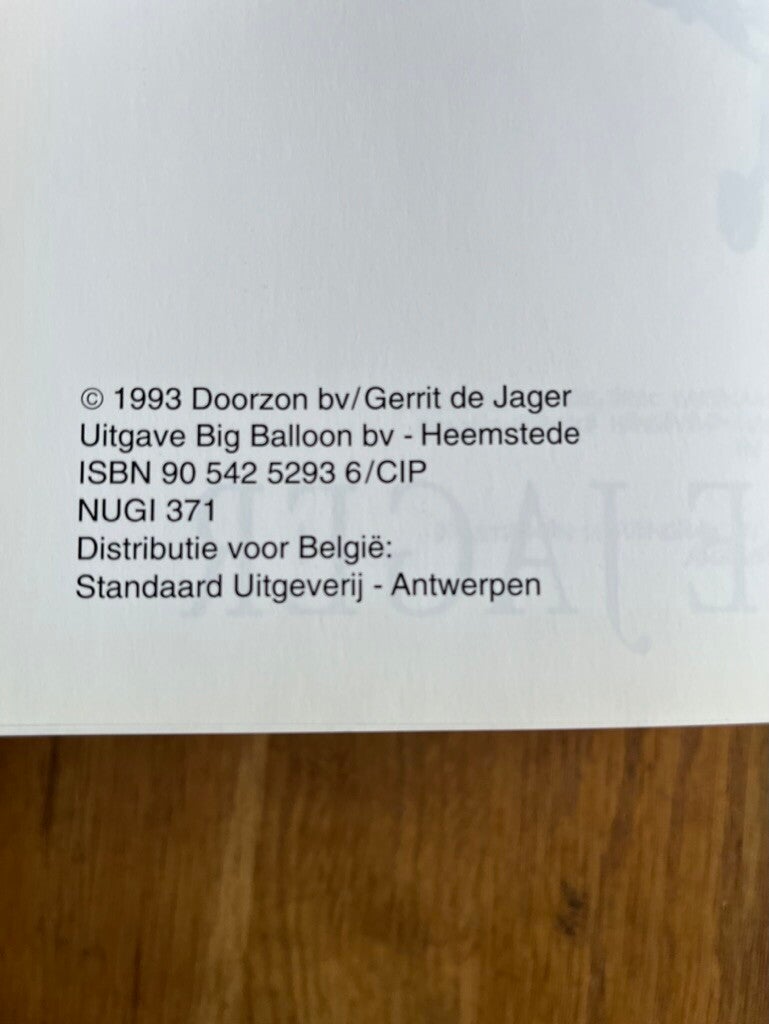 © 1993 Doorzon bv/Gerrit de Jager
Uitgave Big Balloon bv - Heemstede
ISBN 90 542 5293 6/CIP
NUGI 371
Distributie voor België:
Standaard Uitgeverij - Antwerpen
E JAGER